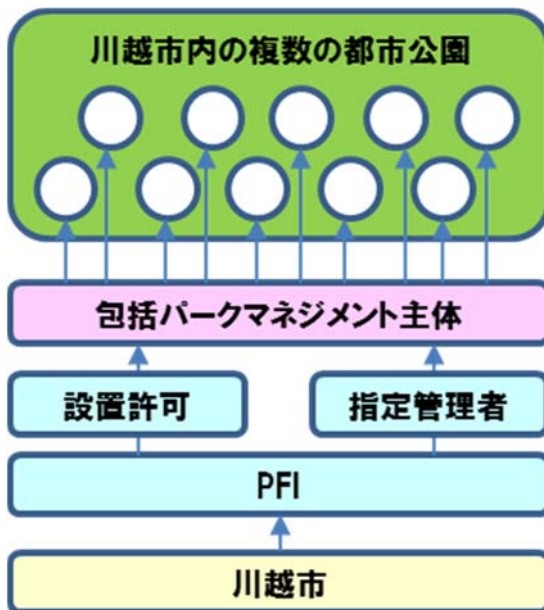 川越市内の複数の都市公園
包括パークマネジメント主体
設置許可
指定管理者
PFI
川越市